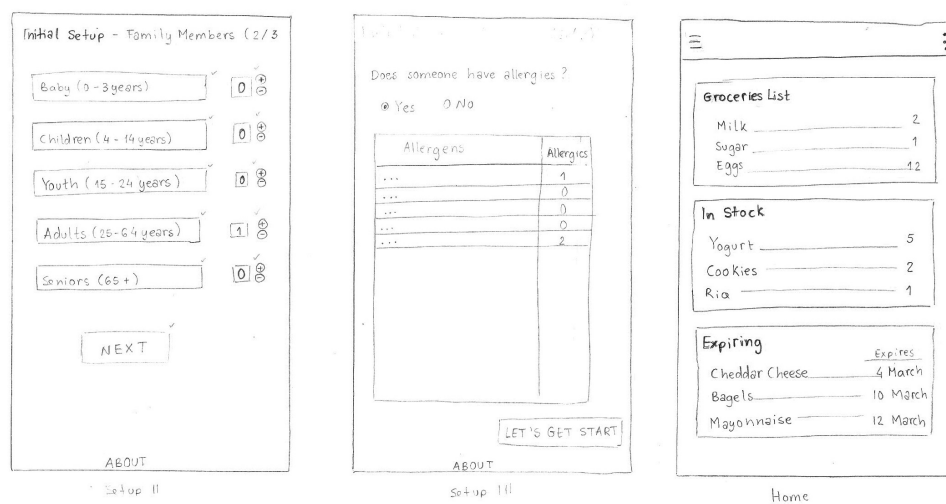 Initial Setup - Family Members (2/3
Baby (0-3 years) 0 + -
Children (4-14 years) 0 + -
Youth (15-24 years) 0 + -
Adults (25-64 years) 1 + -
Seniors (65+) 0 + -
NEXT
ABOUT
Setup II
Does someone have allergies?
Yes No
Allergens Allergics
... 1
... 0
... 0
... 0
... 2
LET'S GET START
ABOUT
Setup III
Groceries List
Milk 2
Sugar 1
Eggs 12
In Stock
Yogurt 5
Cookies 2
1
Expiring
Expires
Cheddar Cheese 4 March
Bagels 10 March
Mayonnaise 12 March
Home